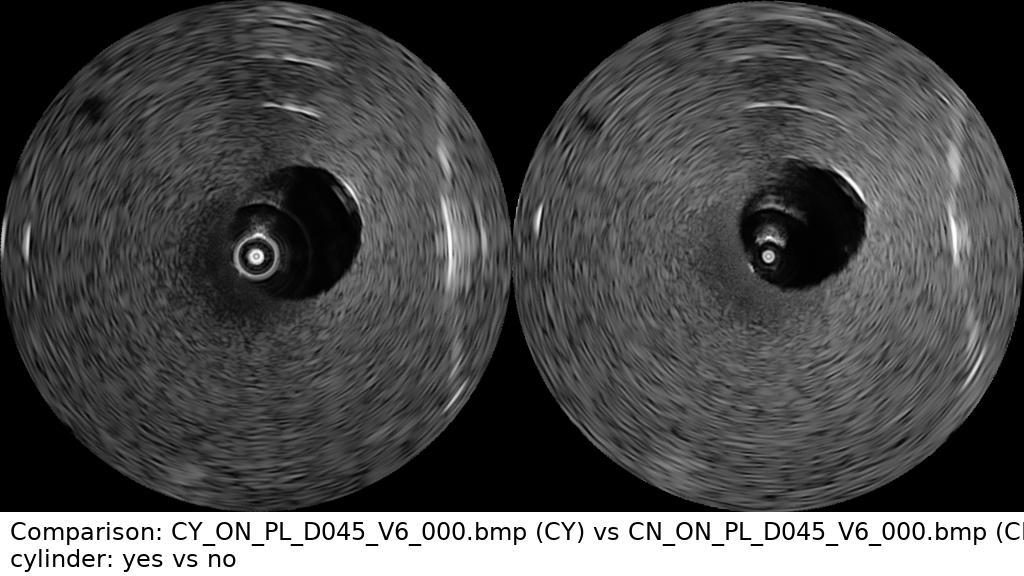 Comparison: CY_ON_PL_D045_V6_000.bmp (CY) vs CN_ON_PL_D045_V6_000.bmp
cylinder: yes vs no